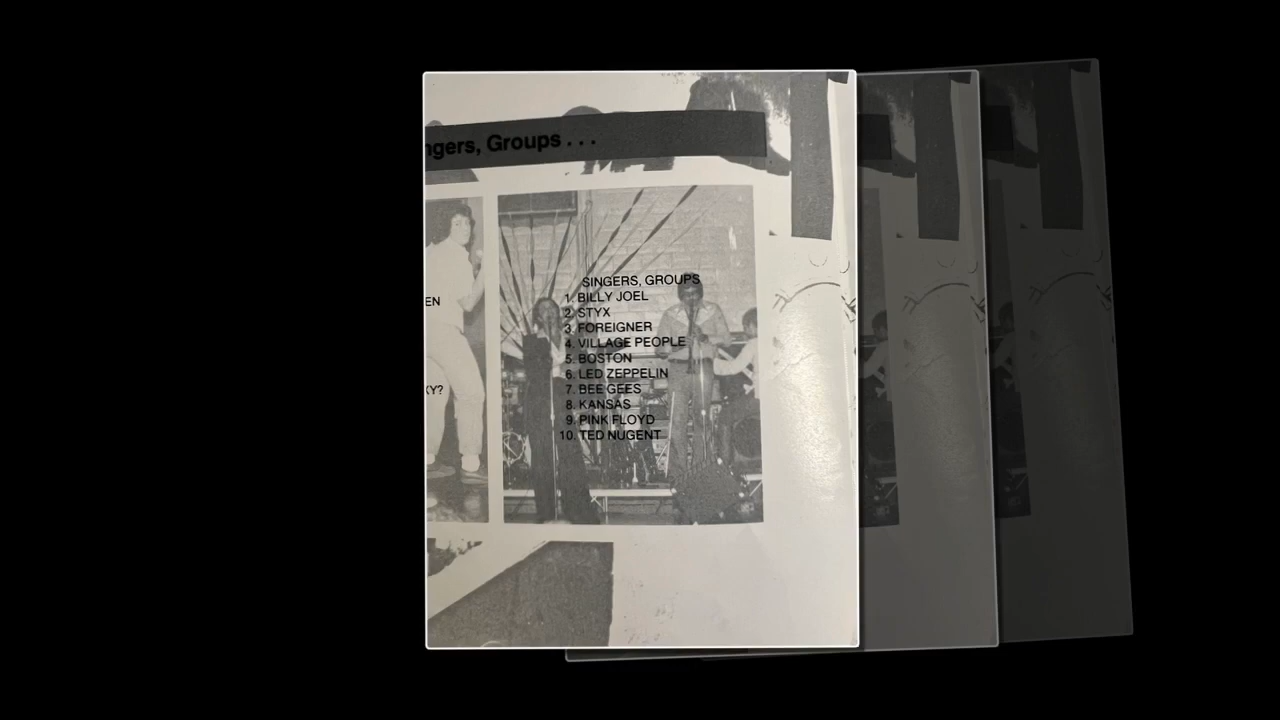 ngers, Groups . . .
EN
KY?
SINGERS, GROUPS
1. BILLY JOEL
2. STYX
3. FOREIGNER
4. VILLAGE PEOPLE
5. BOSTON
6. LED ZEPPELIN
7. BEE GEES
8. KANSAS
9. PINK FLOYD
10. TED NUGENT